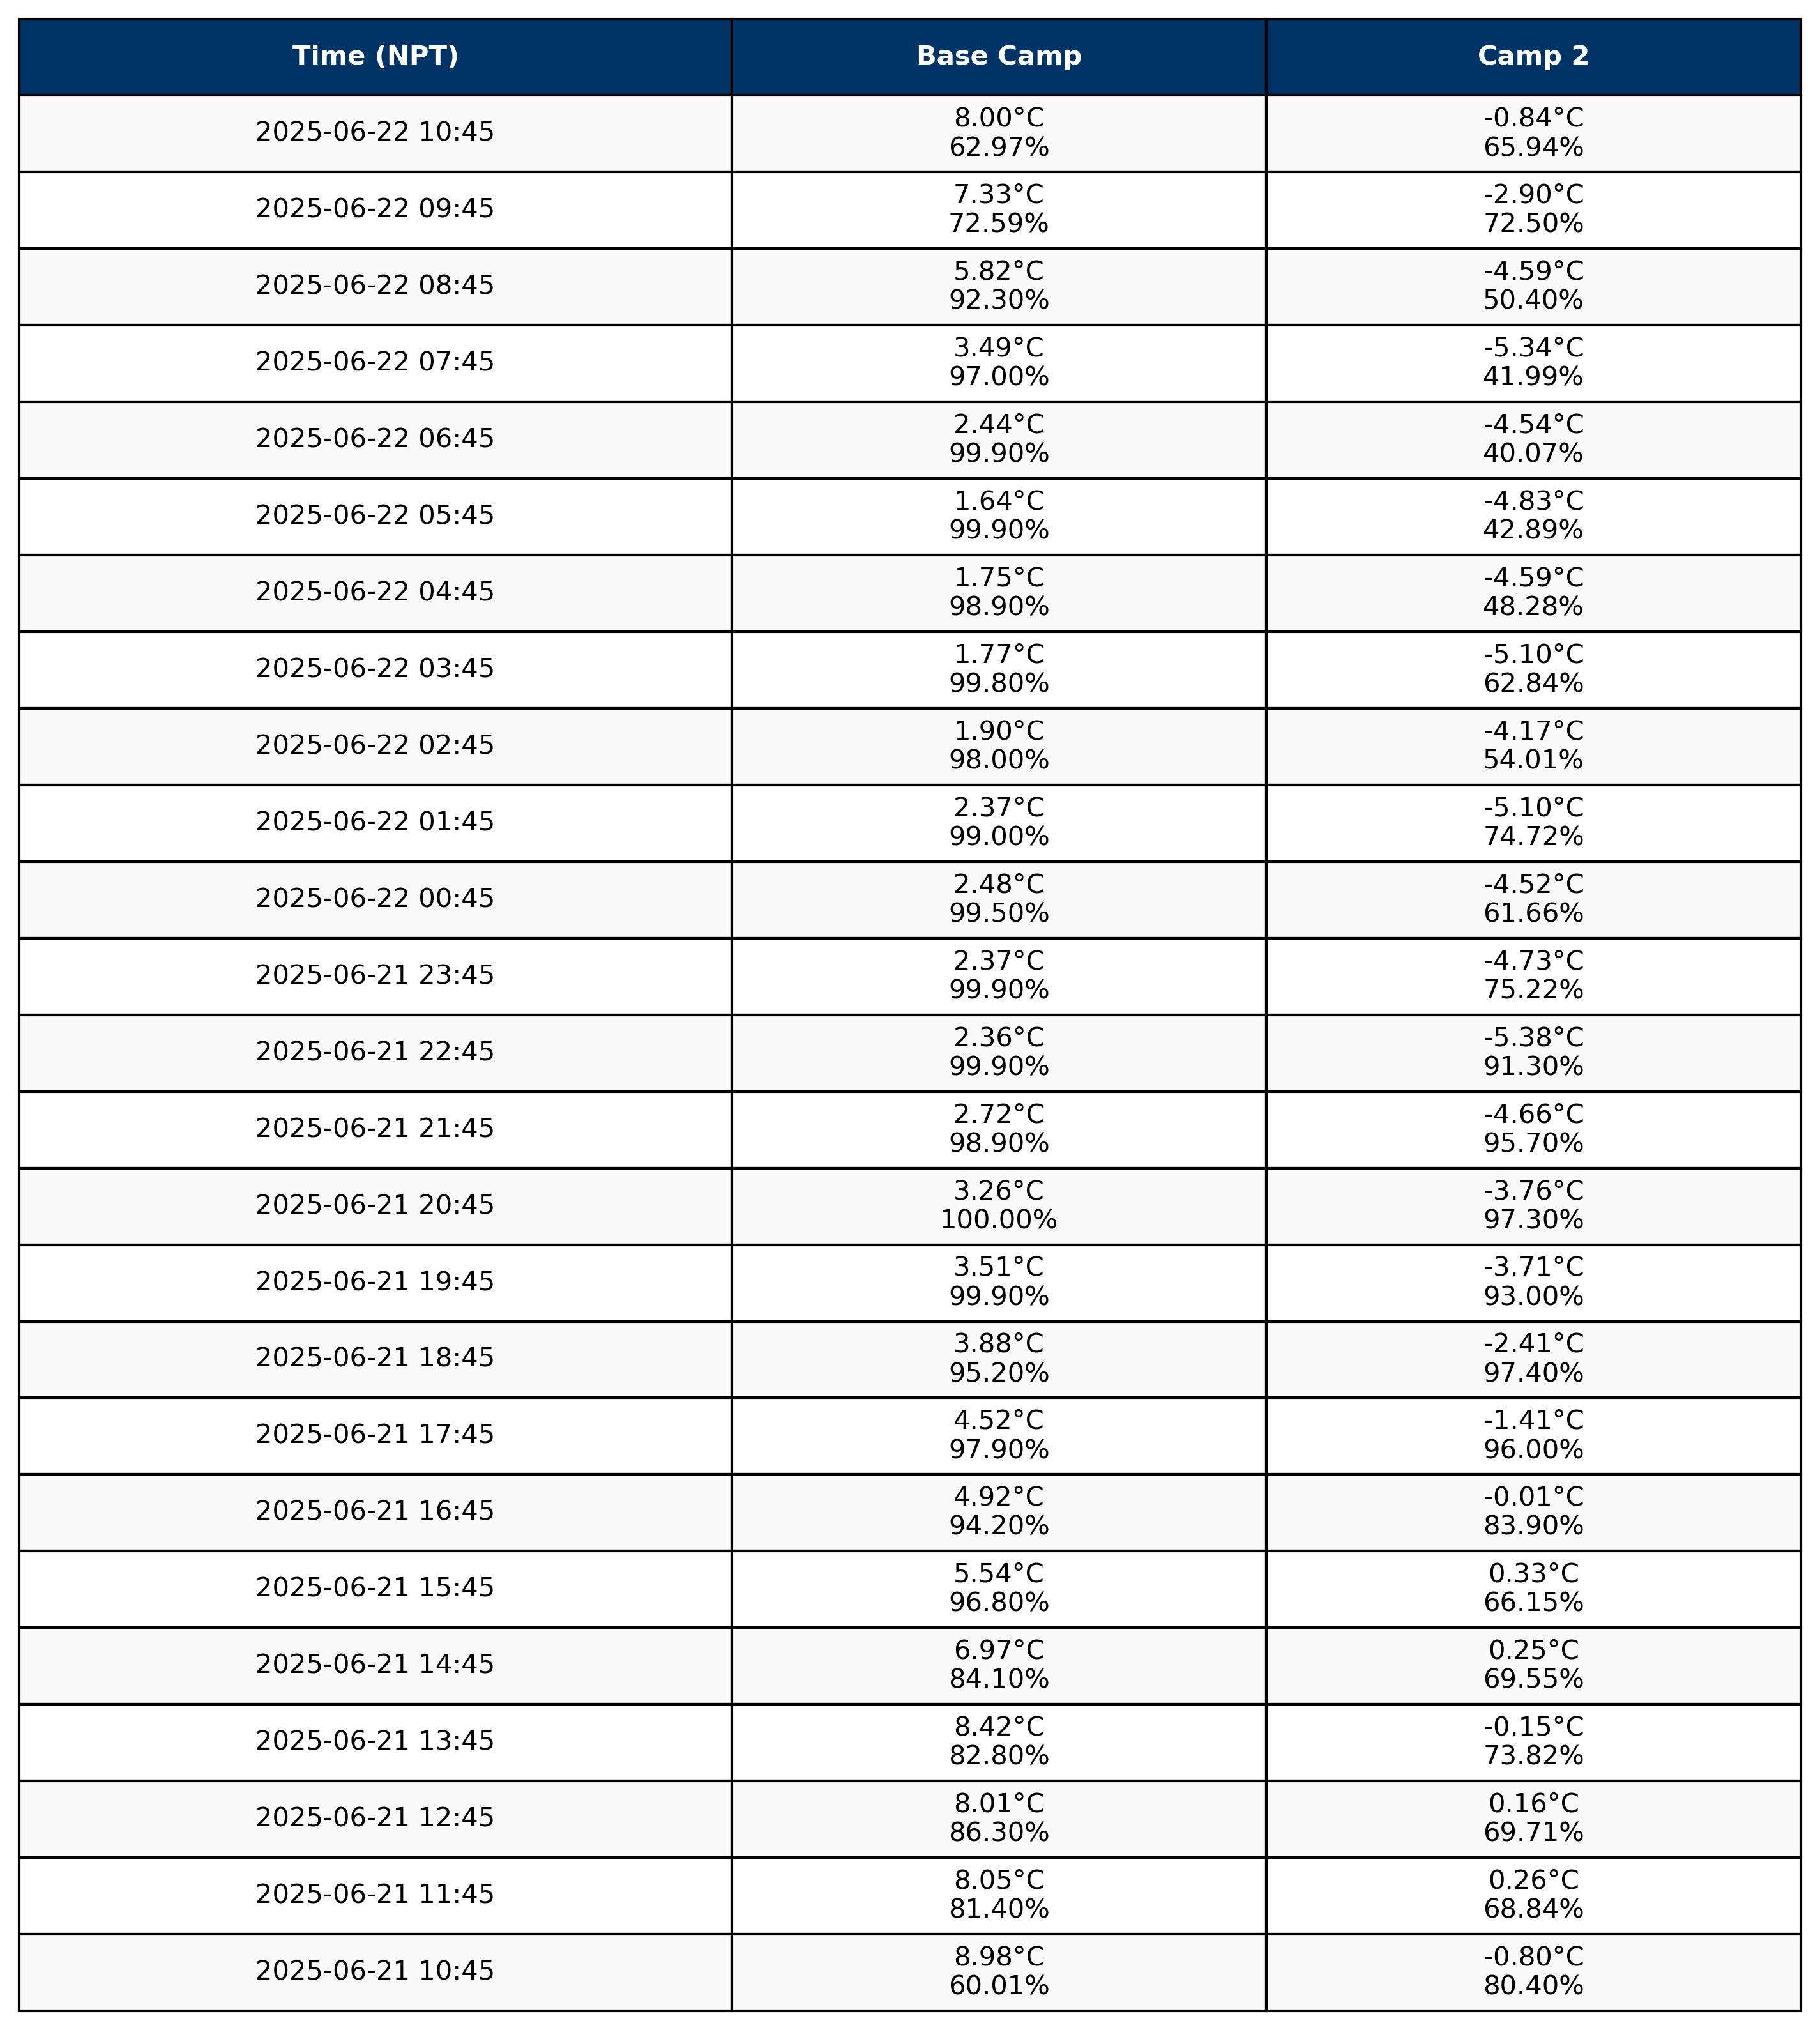 Time (NPT) Base Camp Camp 2
2025-06-22 10:45 8.00°C -0.84°C
62.97% 65.94%
2025-06-22 09:45 7.33°C -2.90°C
72.59% 72.50%
2025-06-22 08:45 5.82°C -4.59°C
92.30% 50.40%
2025-06-22 07:45 3.49°C -5.34°C
97.00% 41.99%
2025-06-22 06:45 2.44°C -4.54°C
99.90% 40.07%
2025-06-22 05:45 1.64°C -4.83°C
99.90% 42.89%
2025-06-22 04:45 1.75°C -4.59°C
98.90% 48.28%
2025-06-22 03:45 1.77°C -5.10°C
99.80% 62.84%
2025-06-22 02:45 1.90°C -4.17°C
98.00% 54.01%
2025-06-22 01:45 2.37°C -5.10°C
99.00% 74.72%
2025-06-22 00:45 2.48°C -4.52°C
99.50% 61.66%
2025-06-21 23:45 2.37°C -4.73°C
99.90% 75.22%
2025-06-21 22:45 2.36°C -5.38°C
99.90% 91.30%
2025-06-21 21:45 2.72°C -4.66°C
98.90% 95.70%
2025-06-21 20:45 3.26°C -3.76°C
100.00% 97.30%
2025-06-21 19:45 3.51°C -3.71°C
99.90% 93.00%
2025-06-21 18:45 3.88°C -2.41°C
95.20% 97.40%
2025-06-21 17:45 4.52°C -1.41°C
97.90% 96.00%
2025-06-21 16:45 4.92°C -0.01°C
94.20% 83.90%
2025-06-21 15:45 5.54°C 0.33°C
96.80% 66.15%
2025-06-21 14:45 6.97°C 0.25°C
84.10% 69.55%
2025-06-21 13:45 8.42°C -0.15°C
82.80% 73.82%
2025-06-21 12:45 8.01°C 0.16°C
86.30% 69.71%
2025-06-21 11:45 8.05°C 0.26°C
81.40% 68.84%
2025-06-21 10:45 8.98°C -0.80°C
60.01% 80.40%